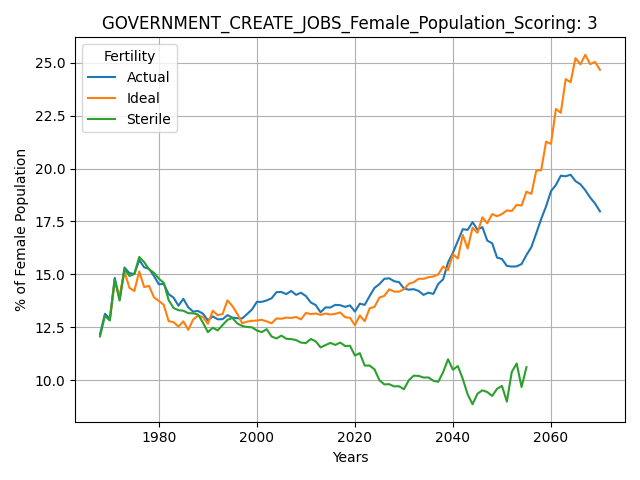 GOVERNMENT_CREATE_JOBS_Female_Population_Scoring: 3
Fertility
Actual
Ideal
Sterile
% of Female Population
25.0
22.5
20.0
17.5
15.0
12.5
10.0
1980
2000
2020
2040
2060
Years